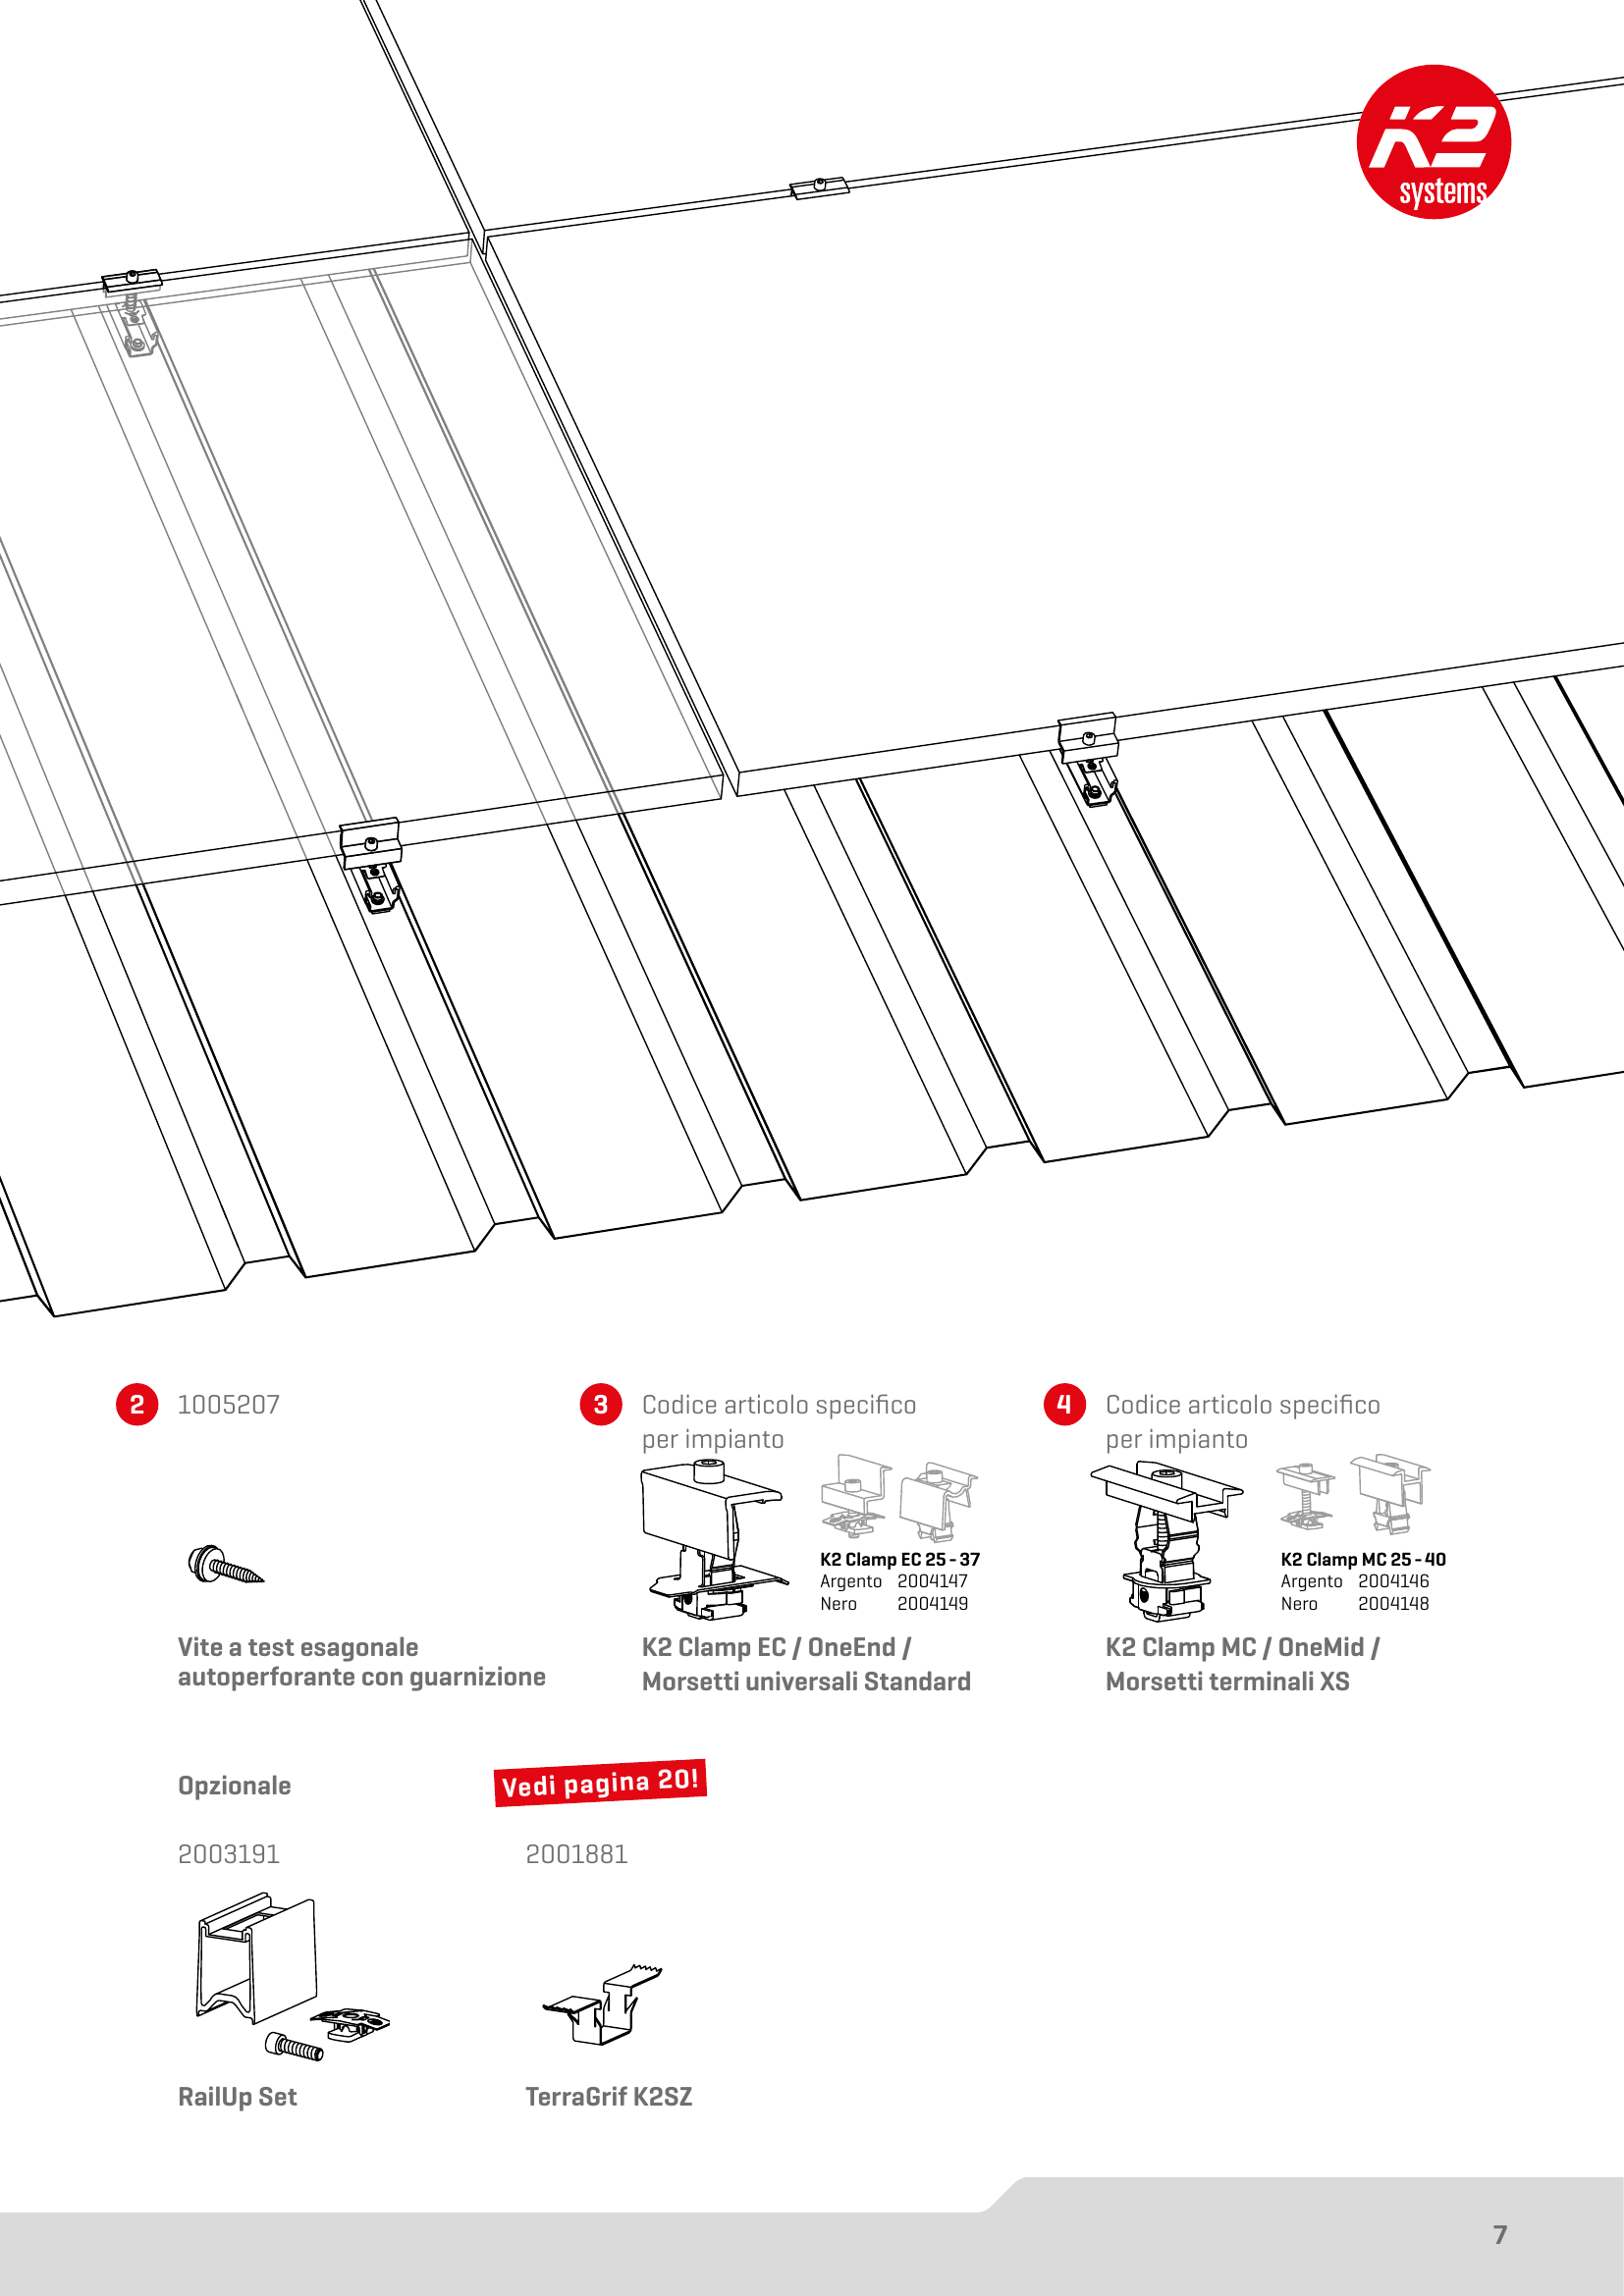 K2
systems
2
1005207
Vite a test esagonale
autoperforante con guarnizione
3
Codice articolo specifico
per impianto
K2 Clamp EC 25 - 37
Argento 2004147
Nero 2004149
K2 Clamp EC / OneEnd /
Morsetti universali Standard
4
Codice articolo specifico
per impianto
K2 Clamp MC 25 - 40
Argento 2004146
Nero 2004148
K2 Clamp MC / OneMid /
Morsetti terminali XS
Opzionale
Vedi pagina 20!
2003191
RailUp Set
2001881
TerraGrif K2SZ
7